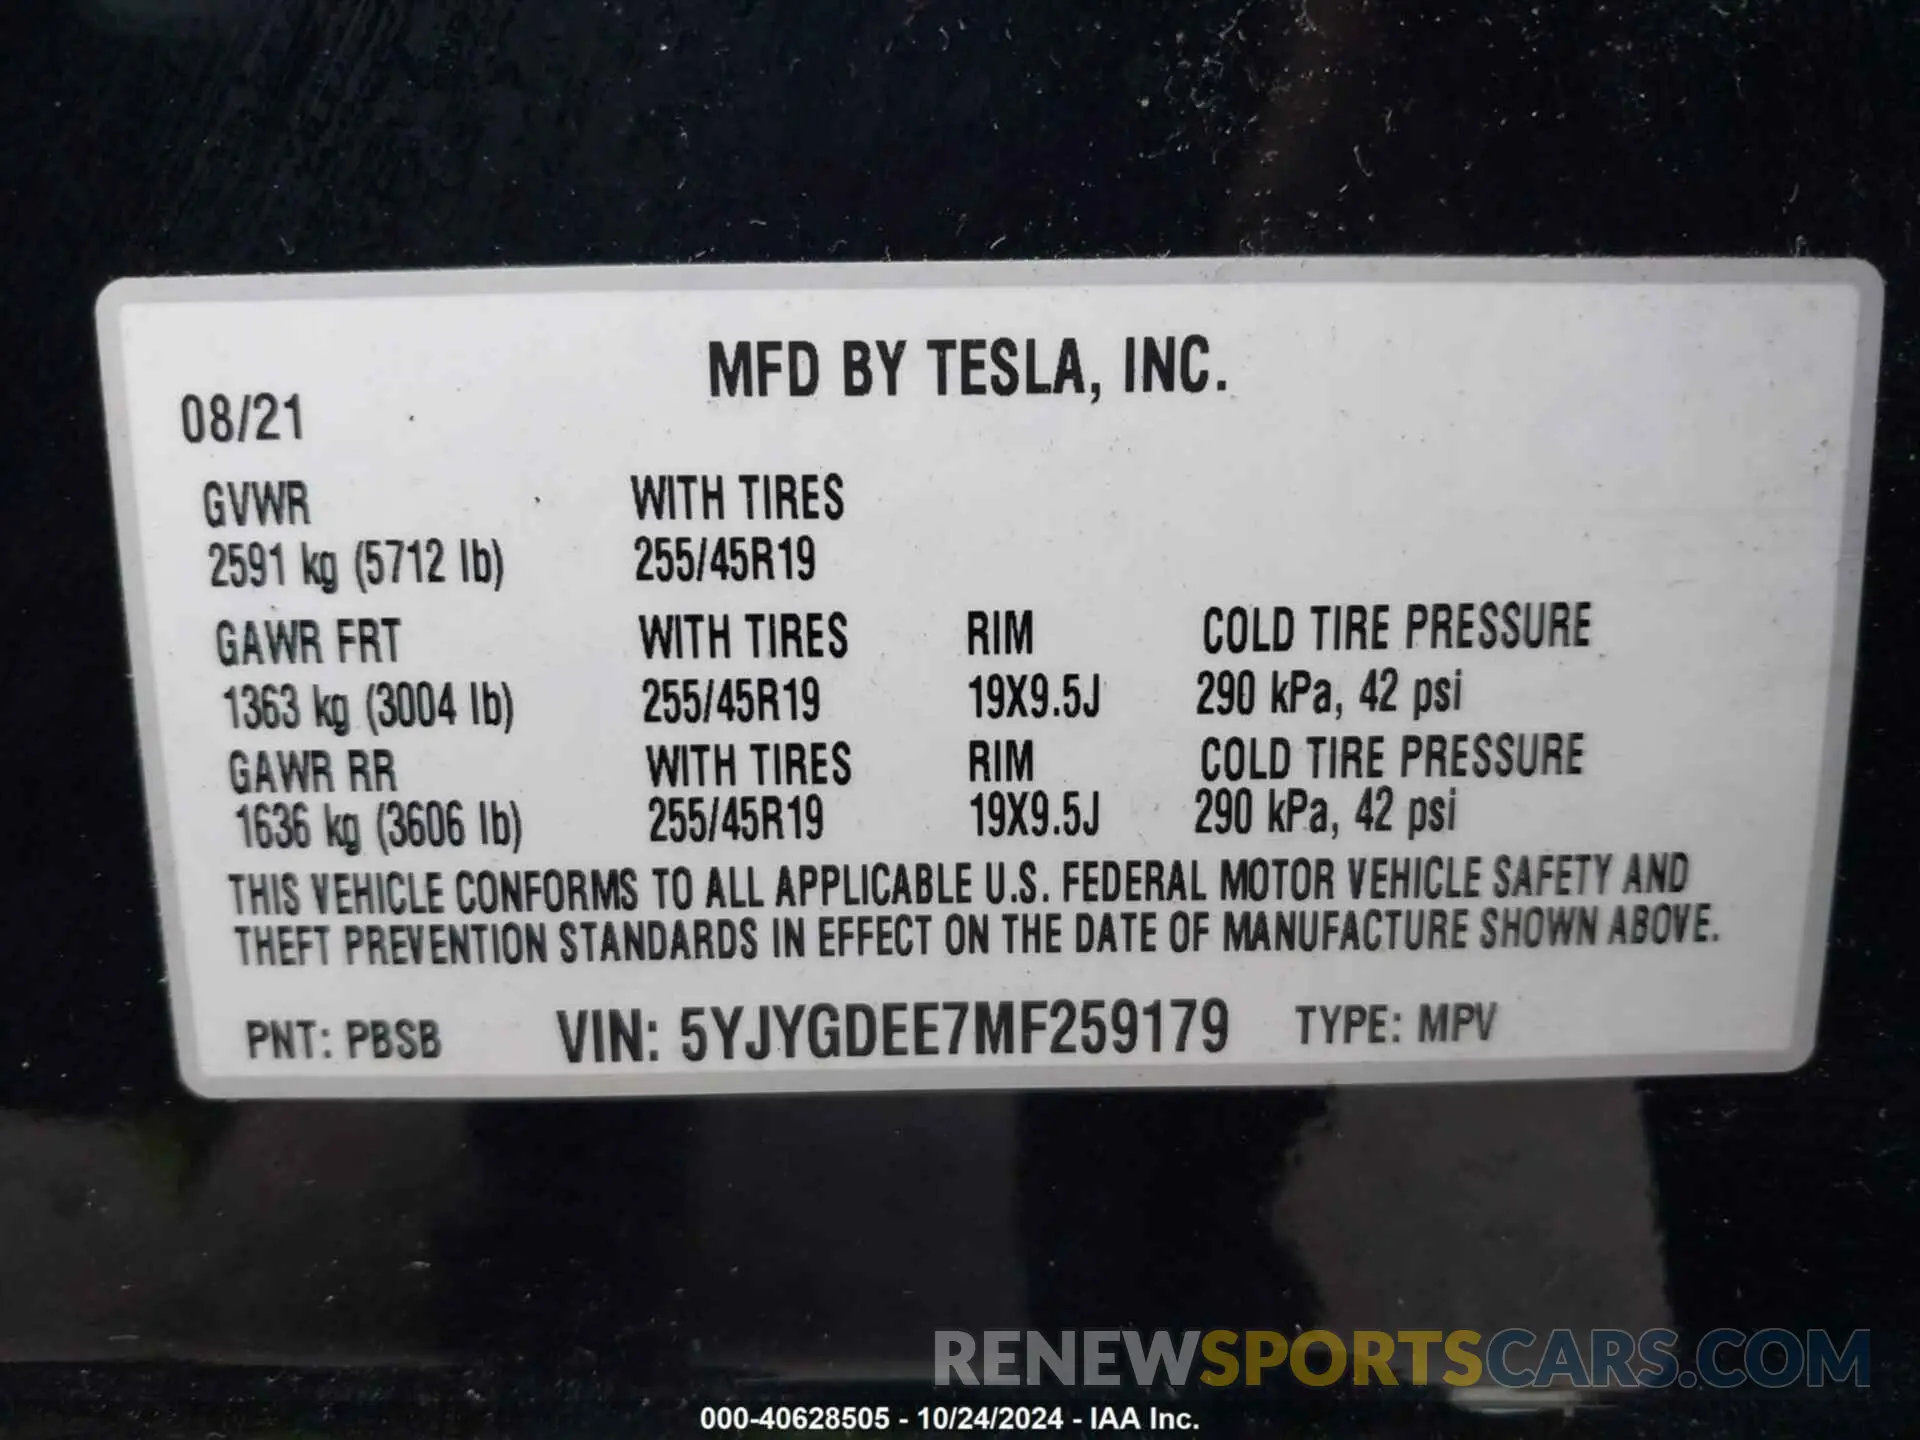 MFD BY TESLA, INC.
08/21
GVWR WITH TIRES
2591 kg (5712 lb) 255/45R19
GAWR FRT WITH TIRES RIM COLD TIRE PRESSURE
1363 kg (3004 lb) 255/45R19 19X9.5J 290 kPa, 42 psi
GAWR RR WITH TIRES RIM COLD TIRE PRESSURE
1636 kg (3606 lb) 255/45R19 19X9.5J 290 kPa, 42 psi
THIS VEHICLE CONFORMS TO ALL APPLICABLE U.S. FEDERAL MOTOR VEHICLE SAFETY AND
THEFT PREVENTION STANDARDS IN EFFECT ON THE DATE OF MANUFACTURE SHOWN ABOVE.
PNT: PBSB VIN: 5YJYGDEE7MF259179 TYPE: MPV
RENEWSPORTSCARS.COM
000-40628505 - 10/24/2024 - IAA Inc.